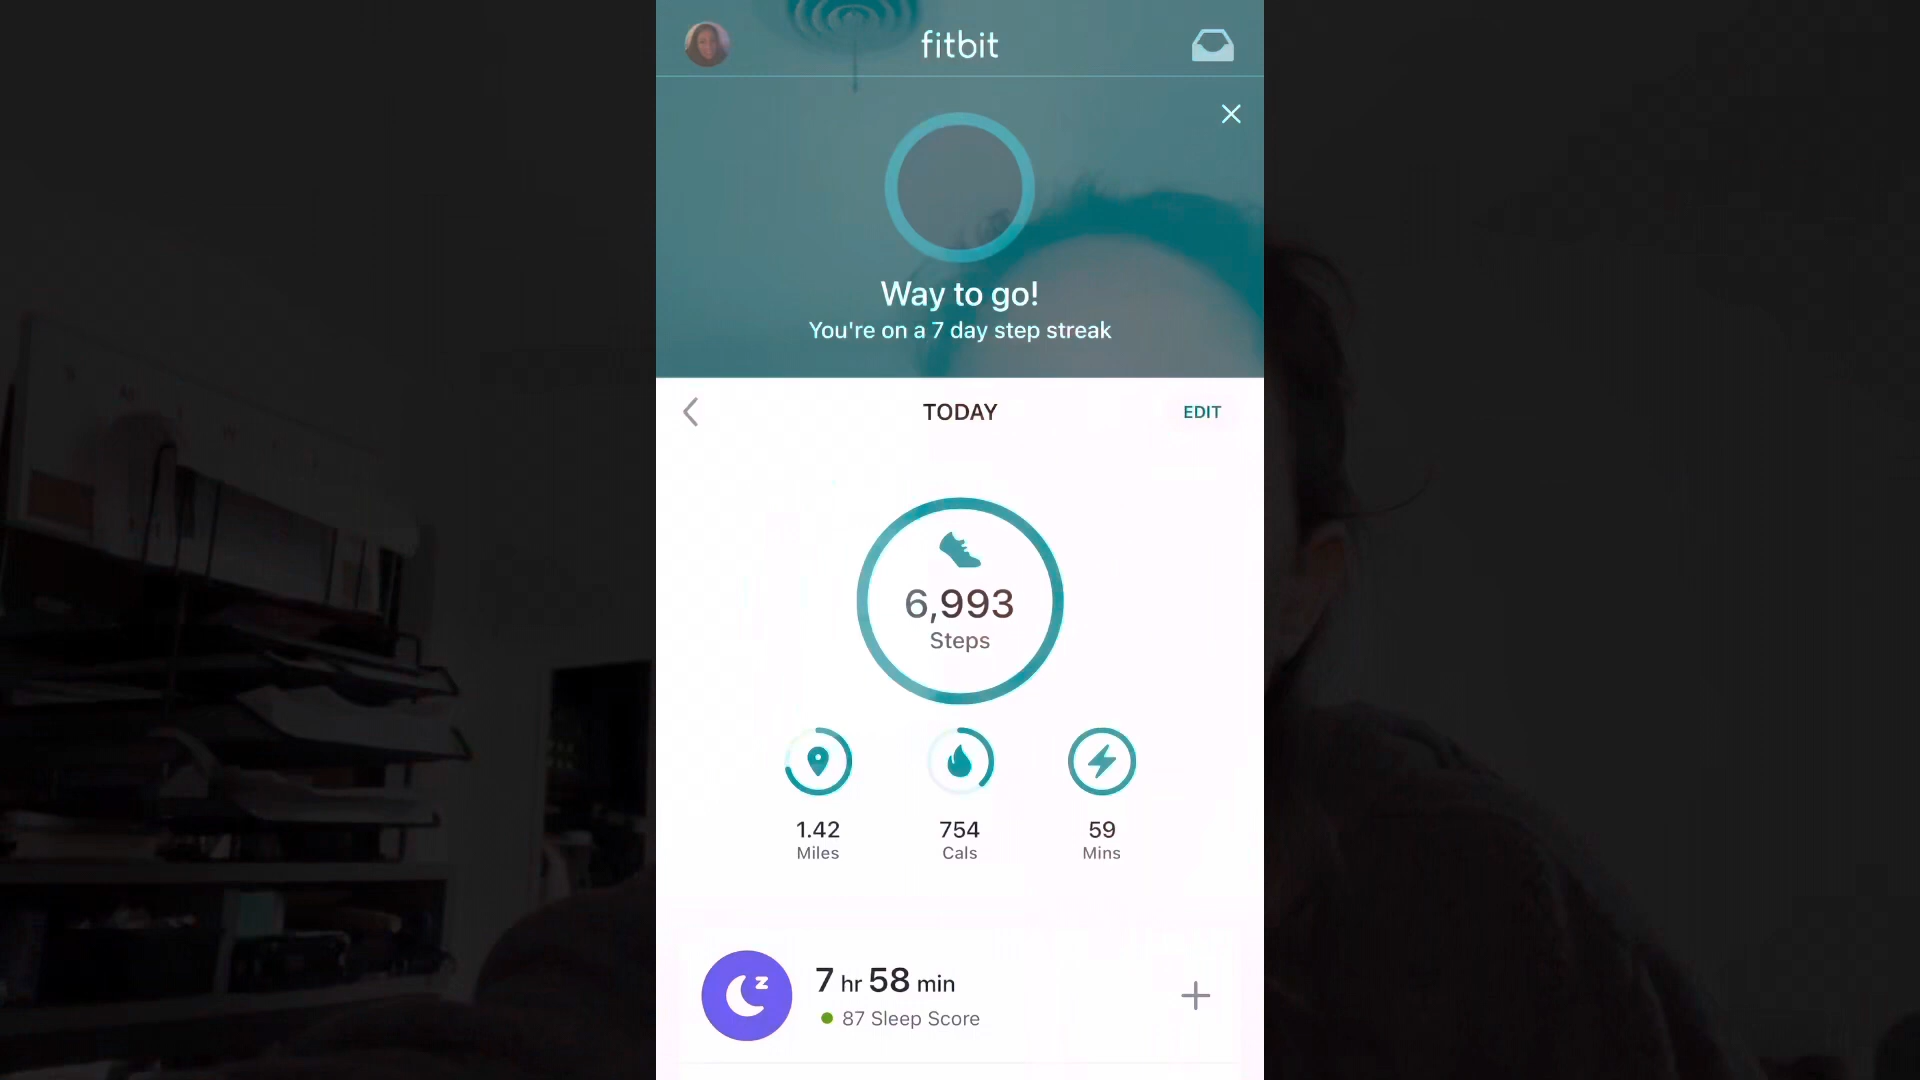 fitbit
Way to go!
You're on a 7 day step streak
TODAY
EDIT
6,993
Steps
1.42
Miles
754
Cals
59
Mins
7 hr 58 min
87 Sleep Score